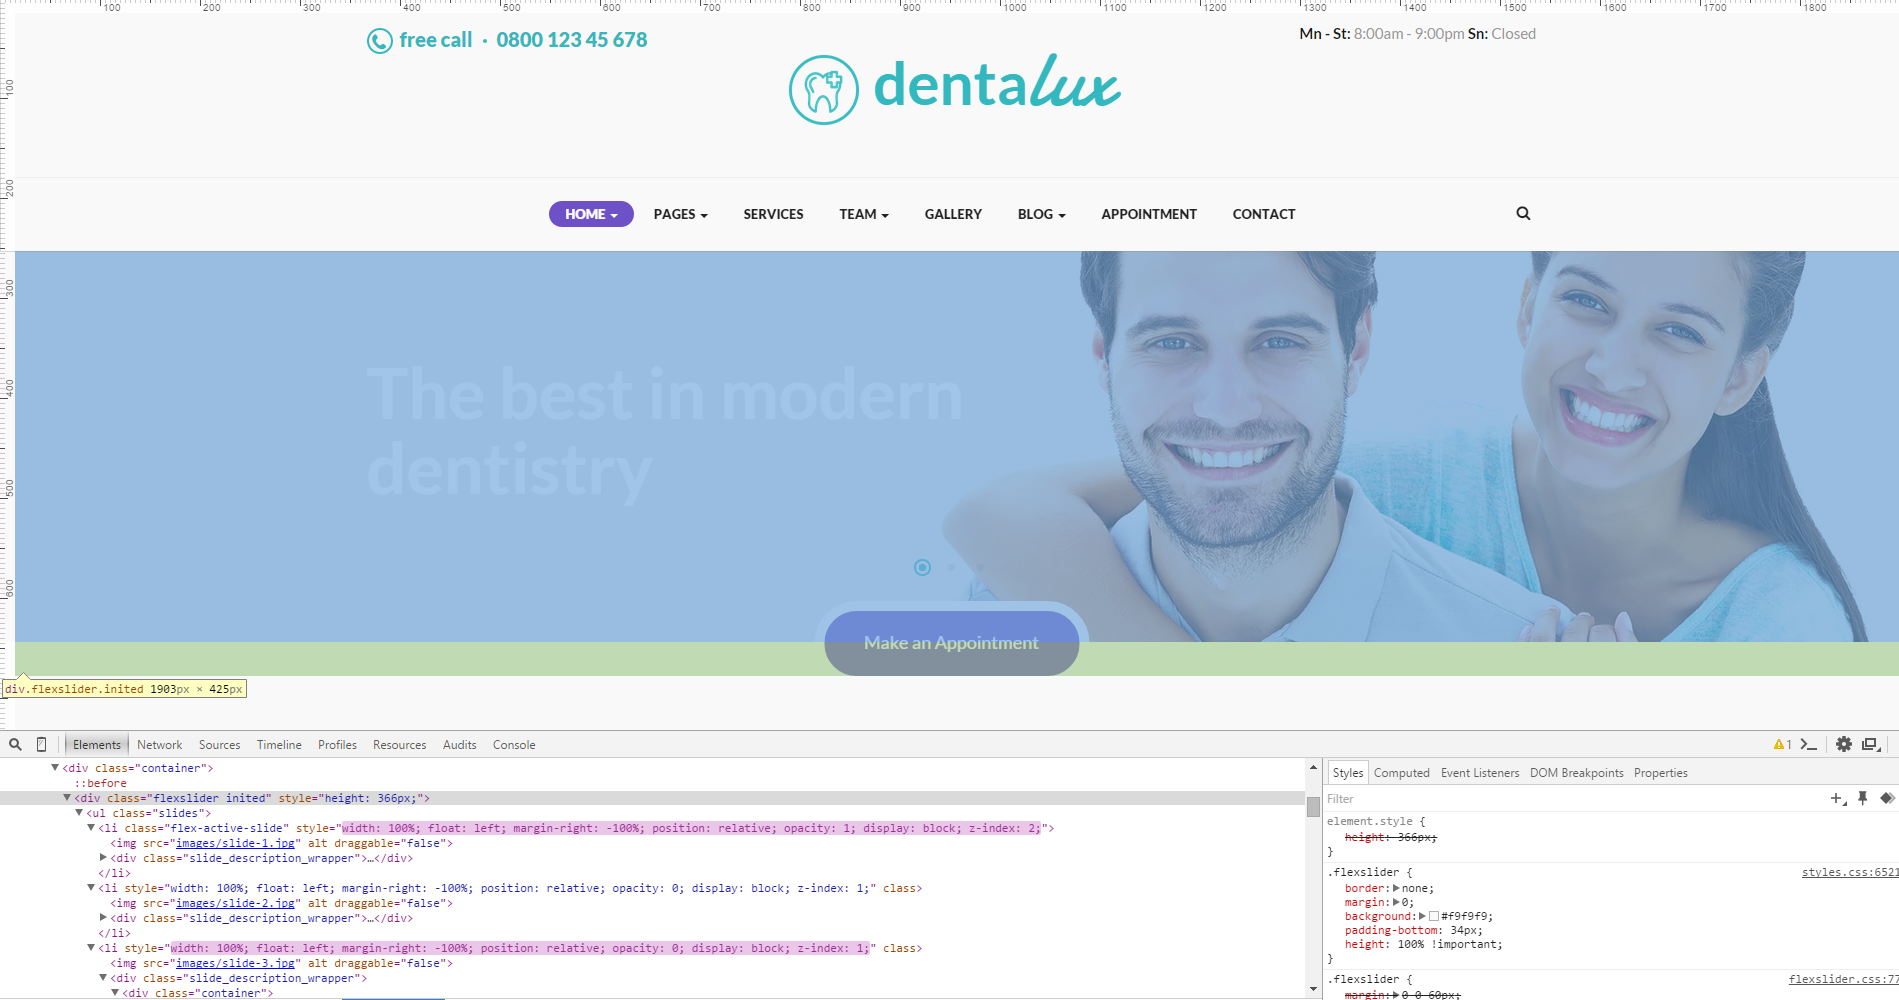 100 200 300 400 500 600 700 800 900 1000 1100 1200 1300 1400 1500 1600 1700 1800
100
200
300
400
500
600
free call · 0800 123 45 678
Mn - St: 8:00am - 9:00pm Sn: Closed
dentalux
HOME PAGES SERVICES TEAM GALLERY BLOG APPOINTMENT CONTACT
The best in modern
dentistry
Make an Appointment
div.flexslider.inited 1903px × 425px
Elements Network Sources Timeline Profiles Resources Audits Console
1
<div class="container">
::before
<div class="flexslider inited" style="height: 366px;">
<ul class="slides">
<li class="flex-active-slide" style="width: 100%; float: left; margin-right: -100%; position: relative; opacity: 1; display: block; z-index: 2;">
<img src="images/slide-1.jpg" alt draggable="false">
<div class="slide_description_wrapper">…</div>
</li>
<li style="width: 100%; float: left; margin-right: -100%; position: relative; opacity: 0; display: block; z-index: 1;" class>
<img src="images/slide-2.jpg" alt draggable="false">
<div class="slide_description_wrapper">…</div>
</li>
<li style="width: 100%; float: left; margin-right: -100%; position: relative; opacity: 0; display: block; z-index: 1;" class>
<img src="images/slide-3.jpg" alt draggable="false">
<div class="slide_description_wrapper">
<div class="container">
Styles Computed Event Listeners DOM Breakpoints Properties
Filter
element.style {
height: 366px;
}
.flexslider { styles.css:6521
border: none;
margin: 0;
background: #f9f9f9;
padding-bottom: 34px;
height: 100% !important;
}
.flexslider { flexslider.css:77
margin: 0 0 60px;